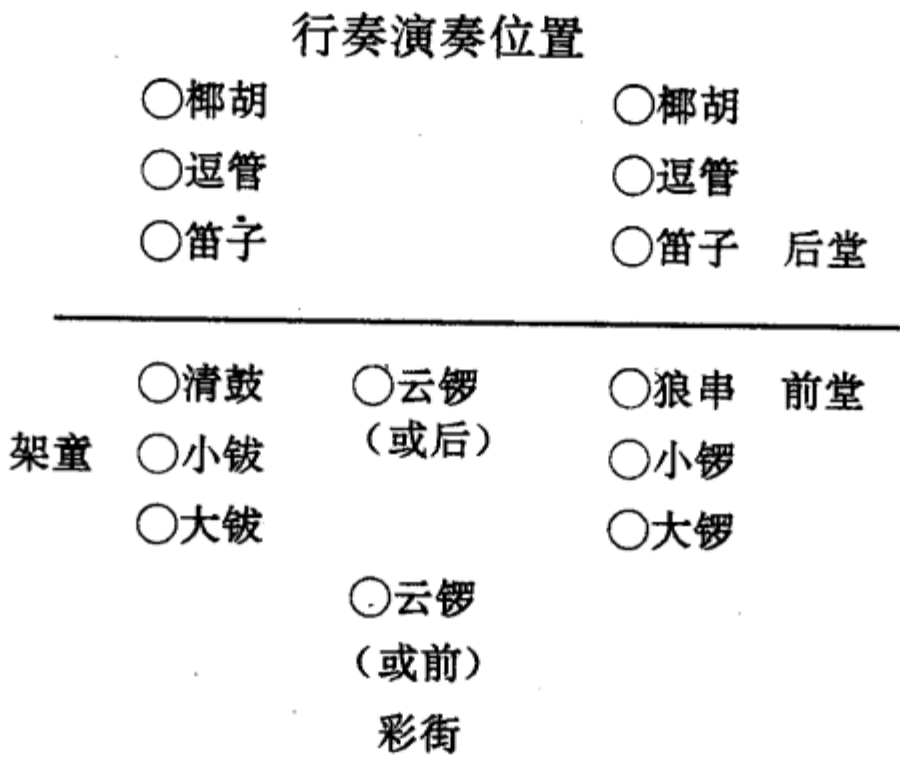 行奏演奏位置
○椰胡 ○椰胡
○逗管 ○逗管
○笛子 ○笛子 后堂
○清鼓 ○云锣 ○狼串 前堂
（或后）
架童 ○小钹 ○小锣
○大钹 ○大锣
○云锣
（或前）
彩街